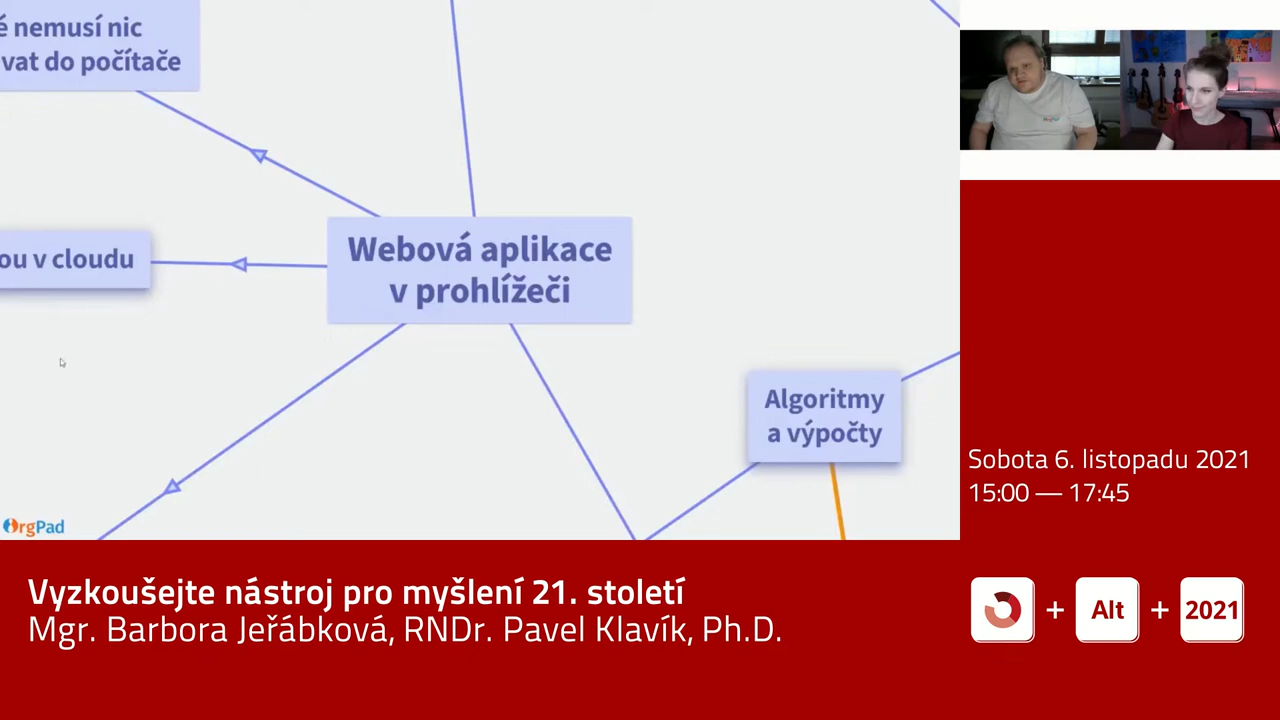 é nemusí nic
vat do počítače
Webová aplikace
v prohlížeči
ou v cloudu
Algoritmy
a výpočty
OrgPad
OrgPad
Sobota 6. listopadu 2021
15:00 — 17:45
Vyzkoušejte nástroj pro myšlení 21. století
Mgr. Barbora Jeřábková, RNDr. Pavel Klavík, Ph.D.
+ Alt + 2021